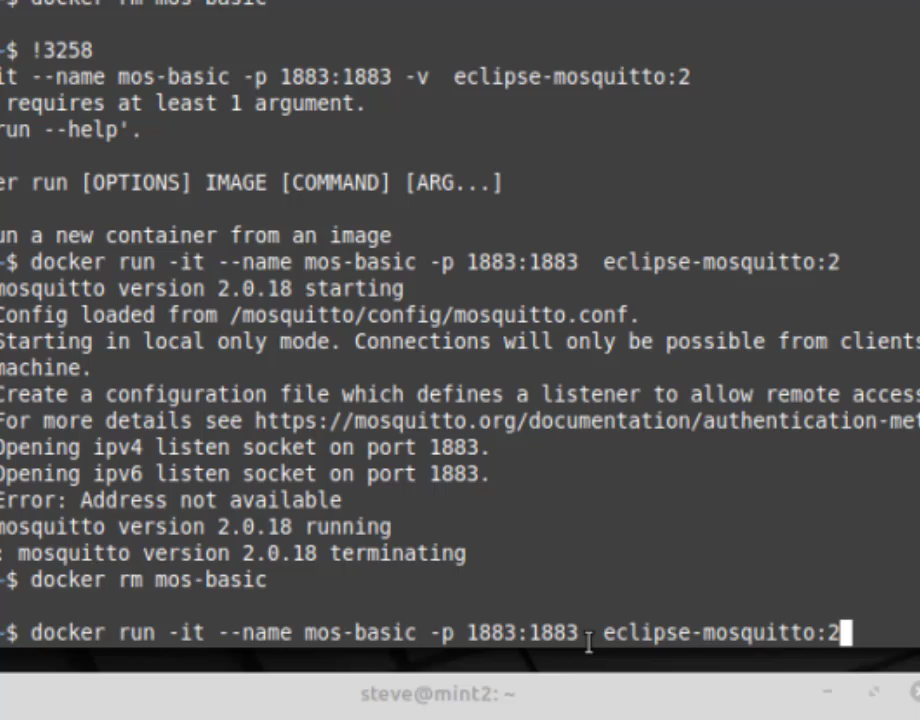 docker rm mos-basic
~$ !3258
it --name mos-basic -p 1883:1883 -v  eclipse-mosquitto:2
requires at least 1 argument.
run --help'.
er run [OPTIONS] IMAGE [COMMAND] [ARG...]
un a new container from an image
~$ docker run -it --name mos-basic -p 1883:1883  eclipse-mosquitto:2
mosquitto version 2.0.18 starting
Config loaded from /mosquitto/config/mosquitto.conf.
Starting in local only mode. Connections will only be possible from clients
machine.
Create a configuration file which defines a listener to allow remote access
For more details see https://mosquitto.org/documentation/authentication-met
Opening ipv4 listen socket on port 1883.
Opening ipv6 listen socket on port 1883.
Error: Address not available
mosquitto version 2.0.18 running
: mosquitto version 2.0.18 terminating
~$ docker rm mos-basic
~$ docker run -it --name mos-basic -p 1883:1883  eclipse-mosquitto:2
steve@mint2: ~